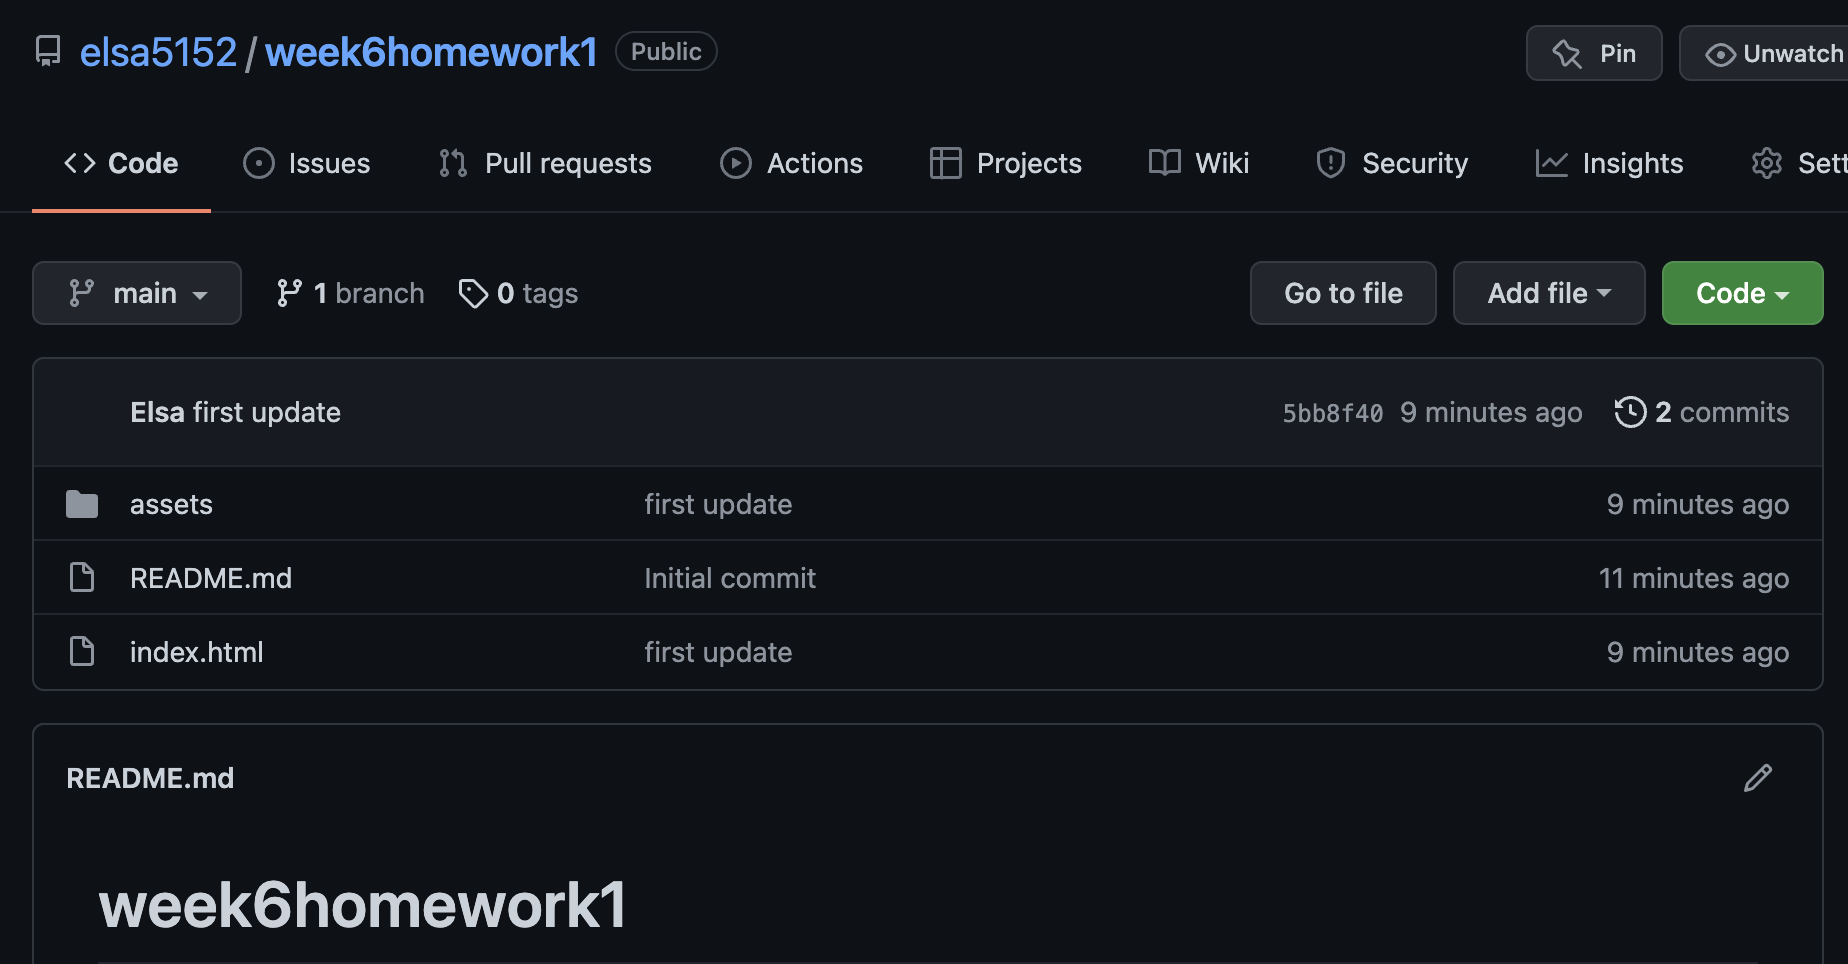 elsa5152/week6homework1 Public Pin Unwatch
Code Issues Pull requests Actions Projects Wiki Security Insights Sett
main 1 branch 0 tags Go to file Add file Code
Elsa first update 5bb8f40 9 minutes ago 2 commits
assets first update 9 minutes ago
README.md Initial commit 11 minutes ago
index.html first update 9 minutes ago
README.md
week6homework1